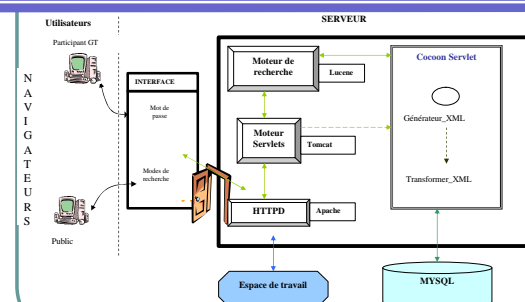 Utilisateurs
SERVEUR
Participant GT
NAVIGATEURS
INTERFACE
Mot de
passe
Modes de
recherche
Public
Moteur de
recherche
Lucene
Moteur
Servlets
Tomcat
HTTPD
Apache
Cocoon Servlet
Générateur_XML
Transformer_XML
Espace de travail
MYSQL